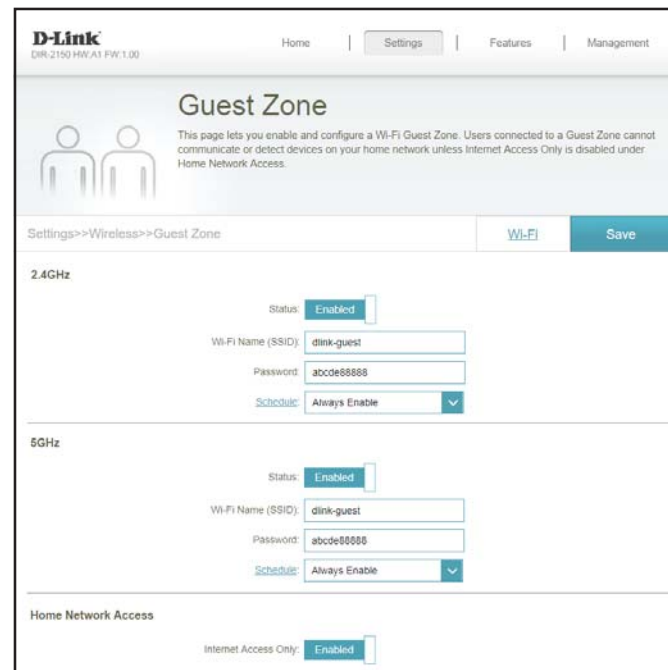 D-Link
DIR-2150 HW:A1 FW:1.00
Home | Settings | Features | Management
Guest Zone
This page lets you enable and configure a Wi-Fi Guest Zone. Users connected to a Guest Zone cannot
communicate or detect devices on your home network unless Internet Access Only is disabled under
Home Network Access.
Settings>>Wireless>>Guest Zone
Wi-Fi
Save
2.4GHz
Status: Enabled
Wi-Fi Name (SSID): dlink-guest
Password: abcde88888
Schedule: Always Enable
5GHz
Status: Enabled
Wi-Fi Name (SSID): dlink-guest
Password: abcde88888
Schedule: Always Enable
Home Network Access
Internet Access Only: Enabled